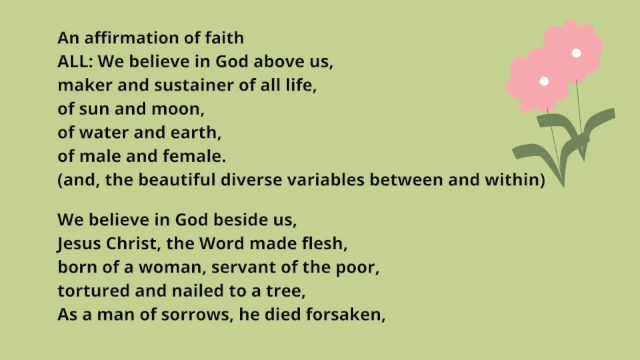 An affirmation of faith
ALL: We believe in God above us,
maker and sustainer of all life,
of sun and moon,
of water and earth,
of male and female.
(and, the beautiful diverse variables between and within)
We believe in God beside us,
Jesus Christ, the Word made flesh,
born of a woman, servant of the poor,
tortured and nailed to a tree,
As a man of sorrows, he died forsaken,